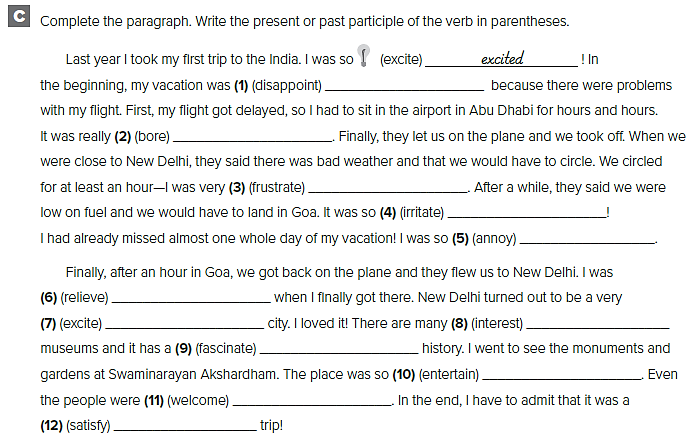 C Complete the paragraph. Write the present or past participle of the verb in parentheses.
Last year I took my first trip to the India. I was so (excite) excited ! In
the beginning, my vacation was (1) (disappoint) ____________________ because there were problems
with my flight. First, my flight got delayed, so I had to sit in the airport in Abu Dhabi for hours and hours.
It was really (2) (bore) ____________________. Finally, they let us on the plane and we took off. When we
were close to New Delhi, they said there was bad weather and that we would have to circle. We circled
for at least an hour—I was very (3) (frustrate) ____________________. After a while, they said we were
low on fuel and we would have to land in Goa. It was so (4) (irritate) ____________________!
I had already missed almost one whole day of my vacation! I was so (5) (annoy) ____________________.
Finally, after an hour in Goa, we got back on the plane and they flew us to New Delhi. I was
(6) (relieve) ____________________ when I finally got there. New Delhi turned out to be a very
(7) (excite) ____________________ city. I loved it! There are many (8) (interest) ____________________
museums and it has a (9) (fascinate) ____________________ history. I went to see the monuments and
gardens at Swaminarayan Akshardham. The place was so (10) (entertain) ____________________. Even
the people were (11) (welcome) ____________________. In the end, I have to admit that it was a
(12) (satisfy) ____________________ trip!